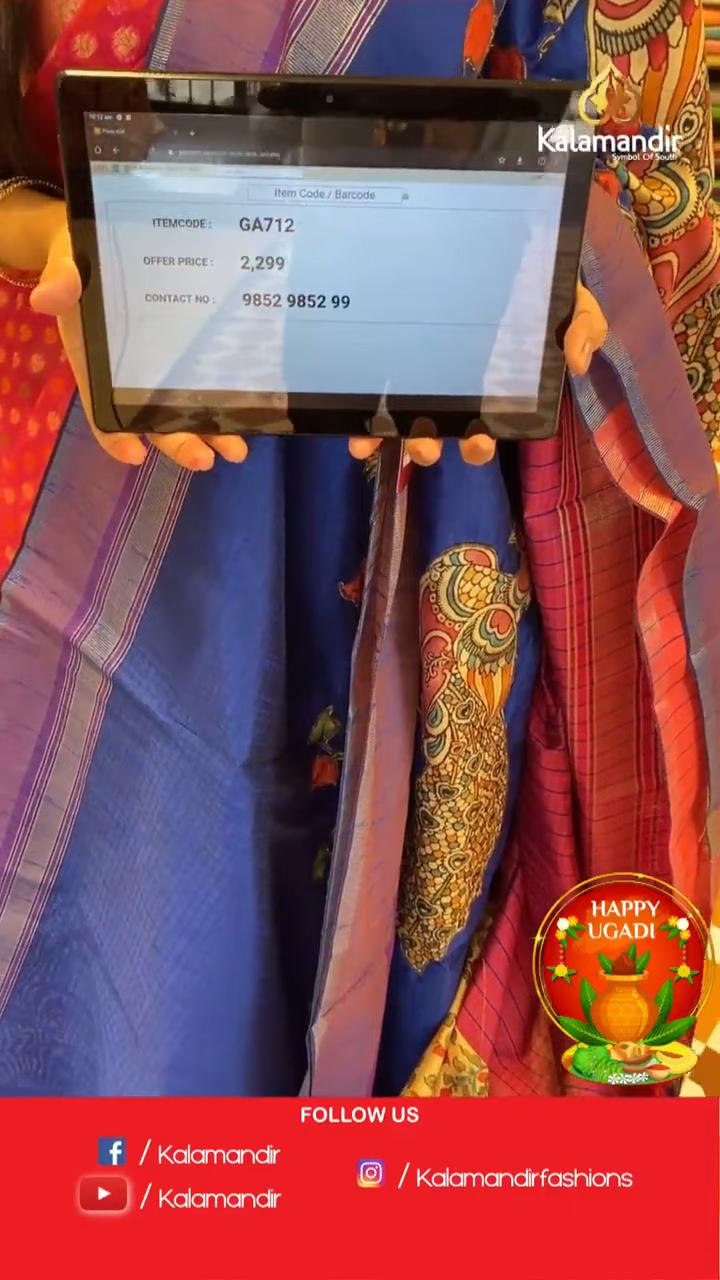 Kalamandir
Symbol Of South
Item Code / Barcode
ITEMCODE : GA712
OFFER PRICE : 2,299
CONTACT NO : 9852 9852 99
HAPPY
UGADI
FOLLOW US
/ Kalamandir
/ Kalamandirfashions
/ Kalamandir